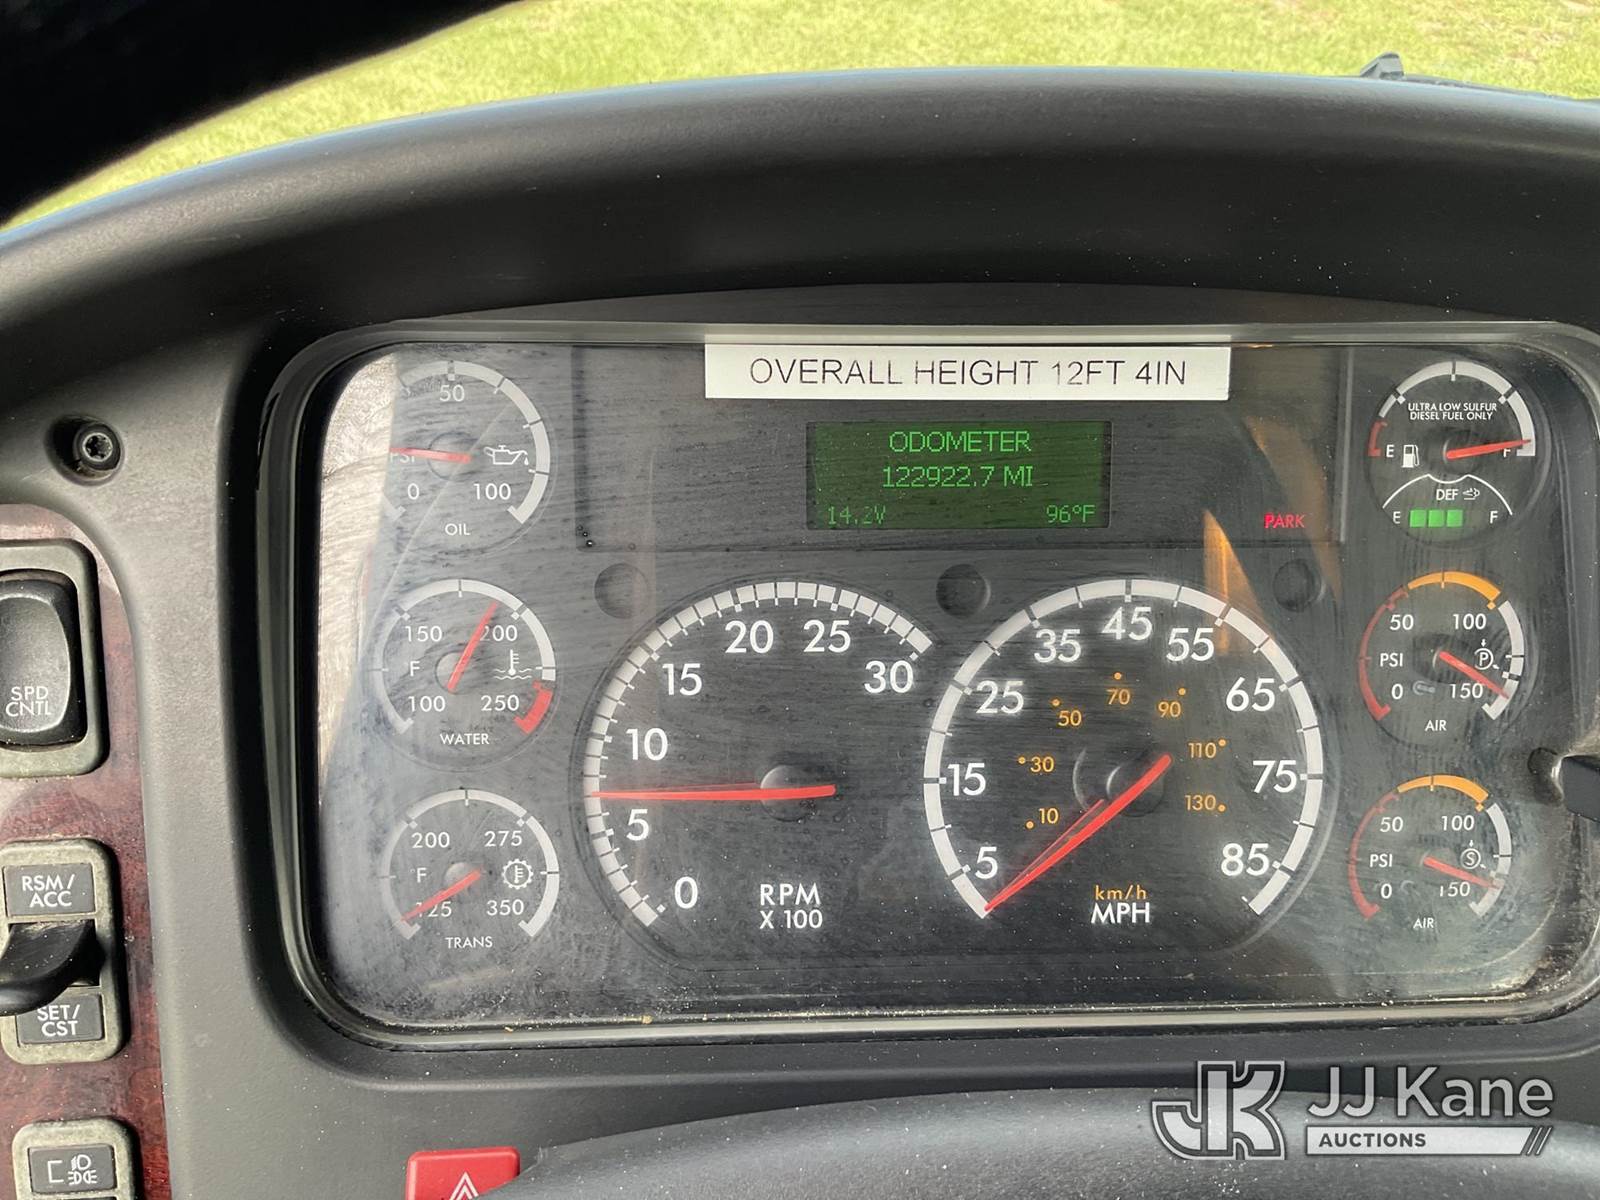 OVERALL HEIGHT 12FT 4IN
ODOMETER
122922.7 MI
14.2V 96°F
PARK
50
PSI
0 100
OIL
150 200
F
100 250
WATER
200 275
F
125 350
TRANS
0 5 10 15 20 25 30
RPM
X 100
5 15 25 35 45 55 65 75 85
10 30 50 70 90 110 130
km/h
MPH
ULTRA LOW SULFUR
DIESEL FUEL ONLY
E F
DEF
E F
50 100
PSI P
0 150
AIR
50 100
PSI S
0 150
AIR
SPD
CNTL
RSM/
ACC
SET/
CST
JK JJ Kane
AUCTIONS